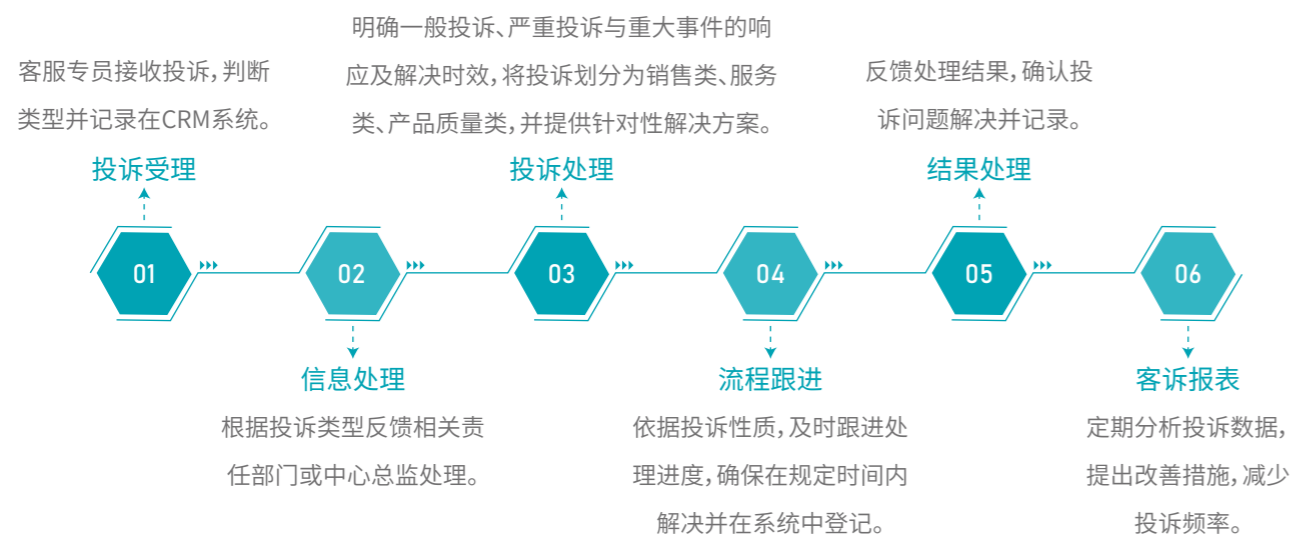 客服专员接收投诉,判断
类型并记录在CRM系统。
投诉受理
01
02
信息处理
根据投诉类型反馈相关责
任部门或中心总监处理。
明确一般投诉、严重投诉与重大事件的响
应及解决时效,将投诉划分为销售类、服务
类、产品质量类,并提供针对性解决方案。
投诉处理
03
04
流程跟进
依据投诉性质,及时跟进处
理进度,确保在规定时间内
解决并在系统中登记。
反馈处理结果,确认投
诉问题解决并记录。
结果处理
05
06
客诉报表
定期分析投诉数据,
提出改善措施,减少
投诉频率。